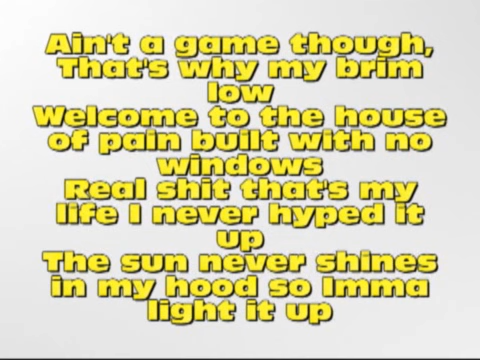 Ain't a game though,
That's why my brim
low
Welcome to the house
of pain built with no
windows
Real shit that's my
life I never hyped it
up
The sun never shines
in my hood so Imma
light it up